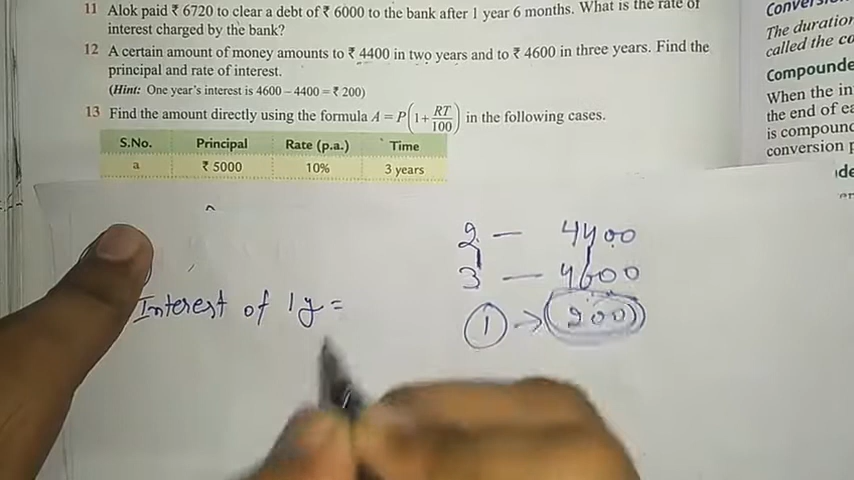 11 Alok paid ₹ 6720 to clear a debt of ₹ 6000 to the bank after 1 year 6 months. What is the rate of
interest charged by the bank?
12 A certain amount of money amounts to ₹ 4400 in two years and to ₹ 4600 in three years. Find the
principal and rate of interest.
(Hint: One year's interest is 4600 – 4400 = ₹ 200)
13 Find the amount directly using the formula A = P(1 + RT/100) in the following cases.
S.No. Principal Rate (p.a.) Time
a ₹ 5000 10% 3 years
The duration
called the co
Compounde
When the in
the end of ea
is compound
conversion p
2 — 4400
3 — 4600
1 → 200
Interest of 1y =